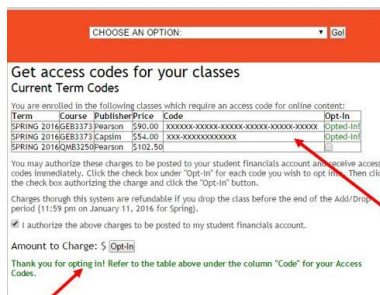 CHOOSE AN OPTION: Go!
Get access codes for your classes
Current Term Codes
You are enrolled in the following classes which require an access code for online content:
Term Course Publisher Price Code Opt-In
SPRING 2016 GEB3373 Pearson $90.00 xxxxxx-xxxxx-xxxxx-xxxxx-xxxxx-xxxxx Opted-In!
SPRING 2016 GEB3373 Capsim $54.00 xxx-xxxxxxxxxxxx Opted-In!
SPRING 2016 QMB3250 Pearson $102.50
You may authorize these charges to be posted to your student financials account and receive access
codes immediately. Click the check box under "Opt-In" for each code you wish to opt into. Then clic
the check box authorizing the charge and click the "Opt-In" button.
Charges thorugh this system are refundable if you drop the class before the end of the Add/Drop
period (11:59 pm on January 11, 2016 for Spring).
I authorize the above charges to be posted to my student financials account.
Amount to Charge: $ Opt-In
Thank you for opting in! Refer to the table above under the column "Code" for your Access
Codes.